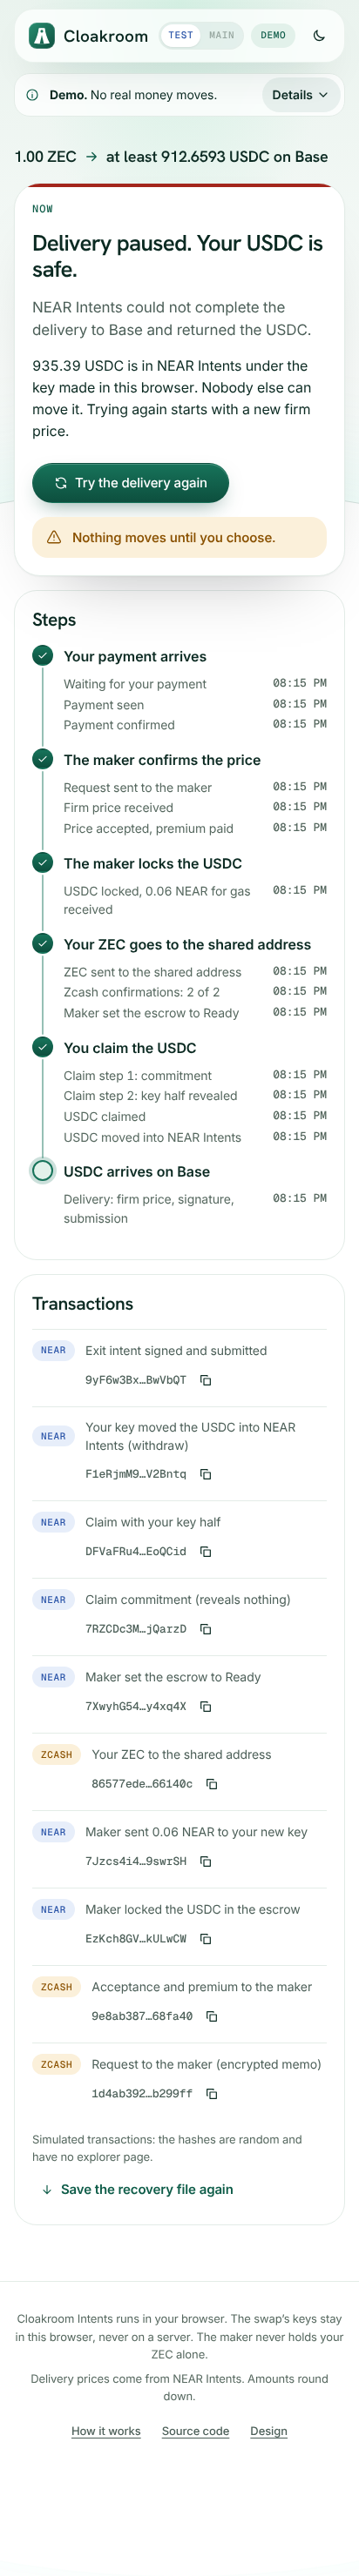 Cloakroom TEST MAIN DEMO
Demo. No real money moves. Details
1.00 ZEC → at least 912.6593 USDC on Base
NOW
Delivery paused. Your USDC is
safe.
NEAR Intents could not complete the
delivery to Base and returned the USDC.
935.39 USDC is in NEAR Intents under the
key made in this browser. Nobody else can
move it. Trying again starts with a new firm
price.
Try the delivery again
Nothing moves until you choose.
Steps
Your payment arrives
Waiting for your payment 08:15 PM
Payment seen 08:15 PM
Payment confirmed 08:15 PM
The maker confirms the price
Request sent to the maker 08:15 PM
Firm price received 08:15 PM
Price accepted, premium paid 08:15 PM
The maker locks the USDC
USDC locked, 0.06 NEAR for gas 08:15 PM
received
Your ZEC goes to the shared address
ZEC sent to the shared address 08:15 PM
Zcash confirmations: 2 of 2 08:15 PM
Maker set the escrow to Ready 08:15 PM
You claim the USDC
Claim step 1: commitment 08:15 PM
Claim step 2: key half revealed 08:15 PM
USDC claimed 08:15 PM
USDC moved into NEAR Intents 08:15 PM
USDC arrives on Base
Delivery: firm price, signature, 08:15 PM
submission
Transactions
NEAR Exit intent signed and submitted
9yF6w3Bx…BwVbQT
NEAR Your key moved the USDC into NEAR
Intents (withdraw)
F1eRjmM9…V2Bntq
NEAR Claim with your key half
DFVaFRu4…EoQCid
NEAR Claim commitment (reveals nothing)
7RZCDc3M…jQarzD
NEAR Maker set the escrow to Ready
7XwyhG54…y4xq4X
ZCASH Your ZEC to the shared address
86577ede…66140c
NEAR Maker sent 0.06 NEAR to your new key
7Jzcs4i4…9swrSH
NEAR Maker locked the USDC in the escrow
EzKch8GV…kULwCW
ZCASH Acceptance and premium to the maker
9e8ab387…68fa40
ZCASH Request to the maker (encrypted memo)
1d4ab392…b299ff
Simulated transactions: the hashes are random and
have no explorer page.
Save the recovery file again
Cloakroom Intents runs in your browser. The swap's keys stay
in this browser, never on a server. The maker never holds your
ZEC alone.
Delivery prices come from NEAR Intents. Amounts round
down.
How it works Source code Design